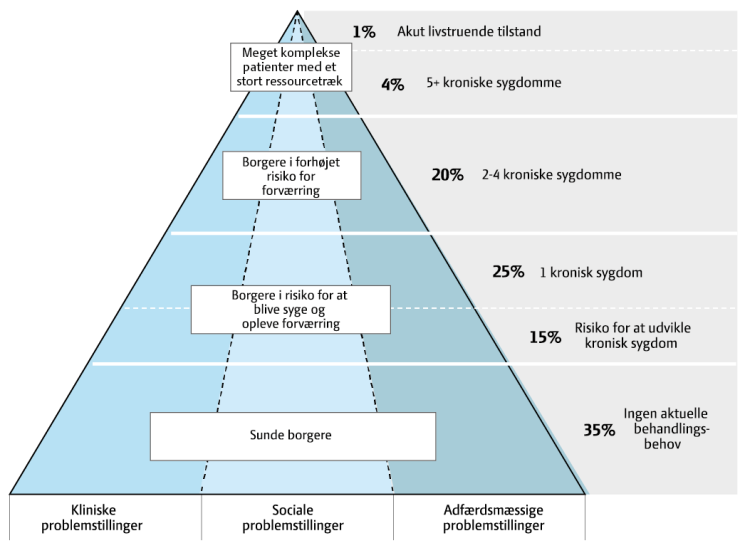 1% Akut livstruende tilstand
Meget komplekse
patienter med et
stort ressourcetræk
4% 5+ kroniske sygdomme
Borgere i forhøjet
risiko for
forværring
20% 2-4 kroniske sygdomme
25% 1 kronisk sygdom
Borgere i risiko for at
blive syge og
opleve forværring
15% Risiko for at udvikle
kronisk sygdom
Sunde borgere
35% Ingen aktuelle
behandlings-
behov
Kliniske
problemstillinger
Sociale
problemstillinger
Adfærdsmæssige
problemstillinger